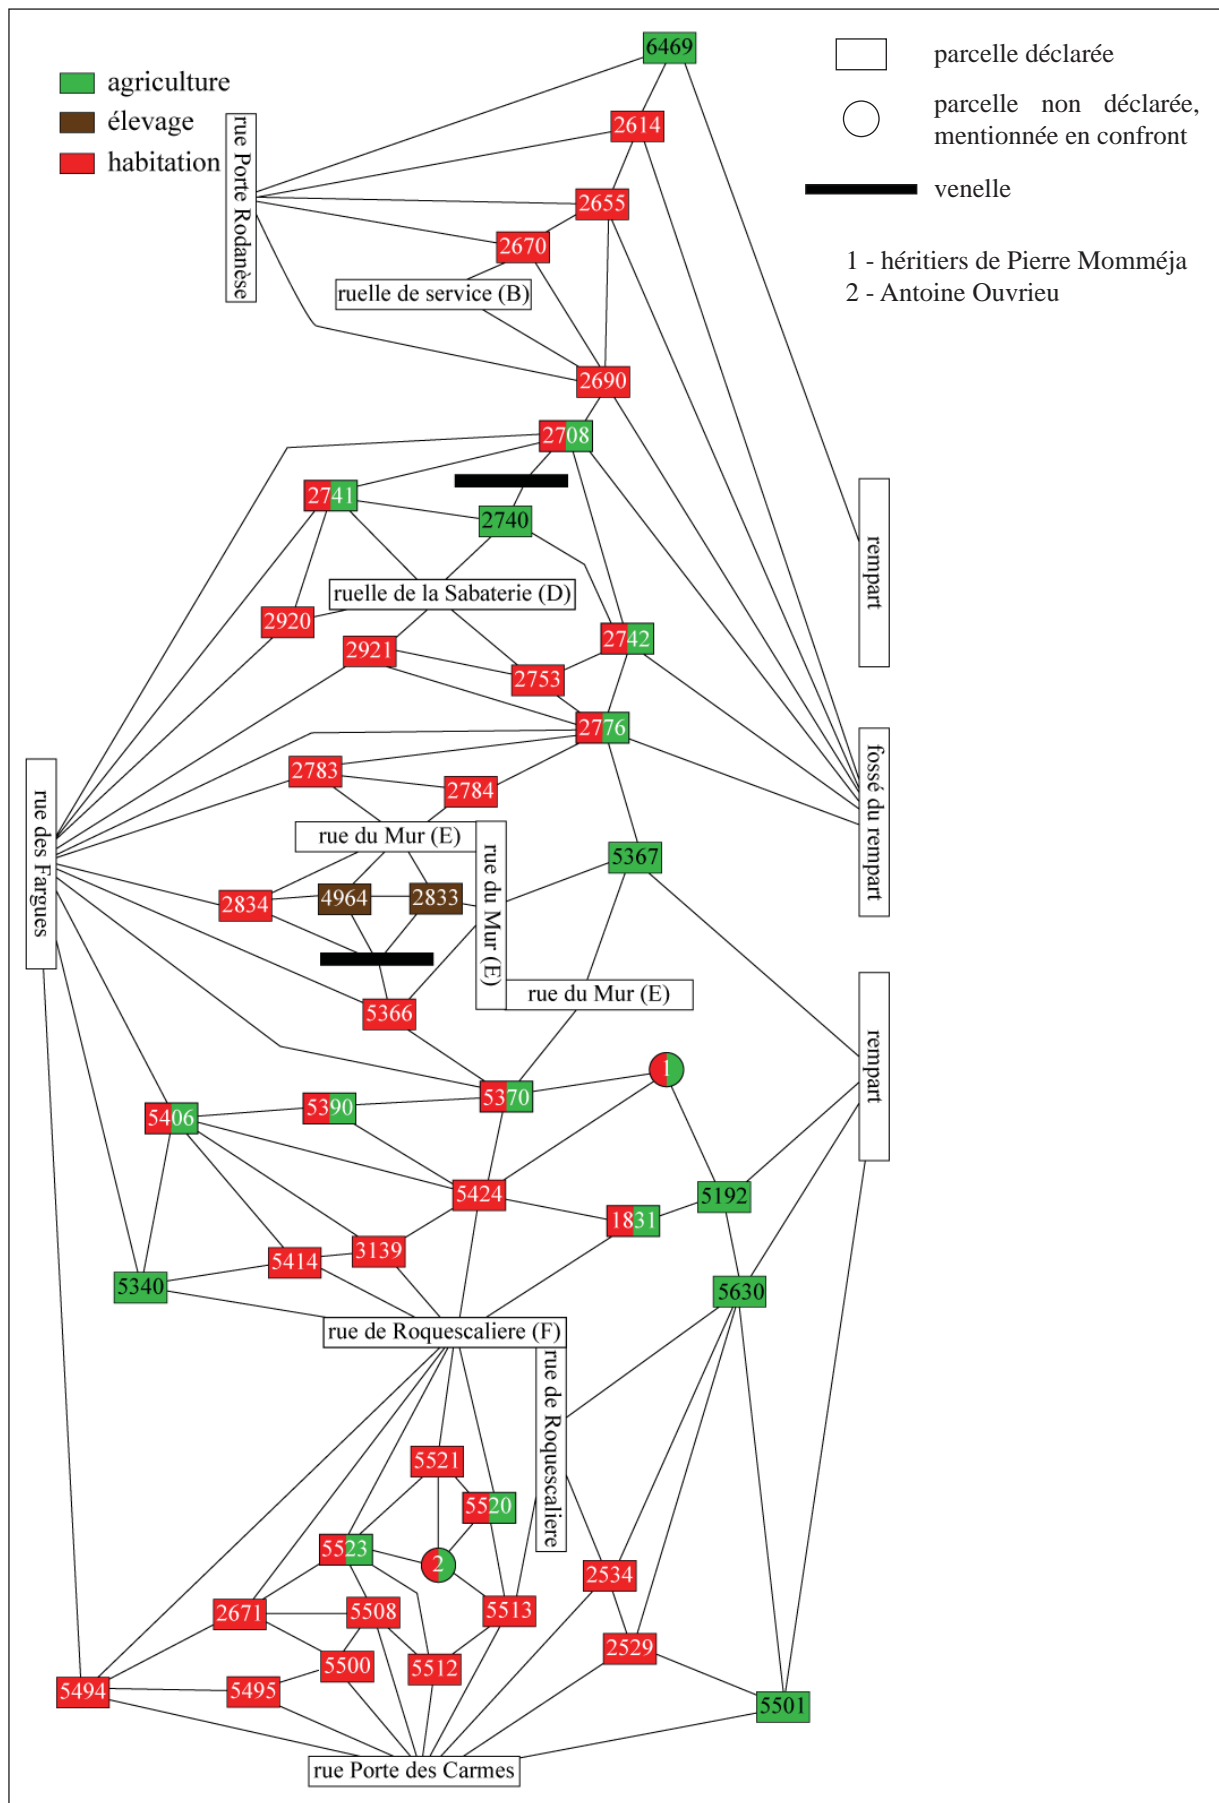 agriculture
élevage
habitation
parcelle déclarée
parcelle non déclarée,
mentionnée en confront
venelle
1 - héritiers de Pierre Momméja
2 - Antoine Ouvrieu
6469
2614
rue Porte Rodanèse
2655
2670
ruelle de service (B)
2690
2708
2741
2740
rempart
ruelle de la Sabaterie (D)
2920
2742
2921
2753
2776
fossé du rempart
2783
2784
rue des Fargues
rue du Mur (E)
rue du Mur (E)
5367
4964
2833
2834
rue du Mur (E)
5366
rempart
1
5370
5390
5406
5424
5192
1831
3139
5414
5340
5630
rue de Roquescaliere (F)
rue de Roquescaliere
5521
5520
5523
2
2534
5508
5513
2671
2529
5500
5512
5494
5495
5501
rue Porte des Carmes